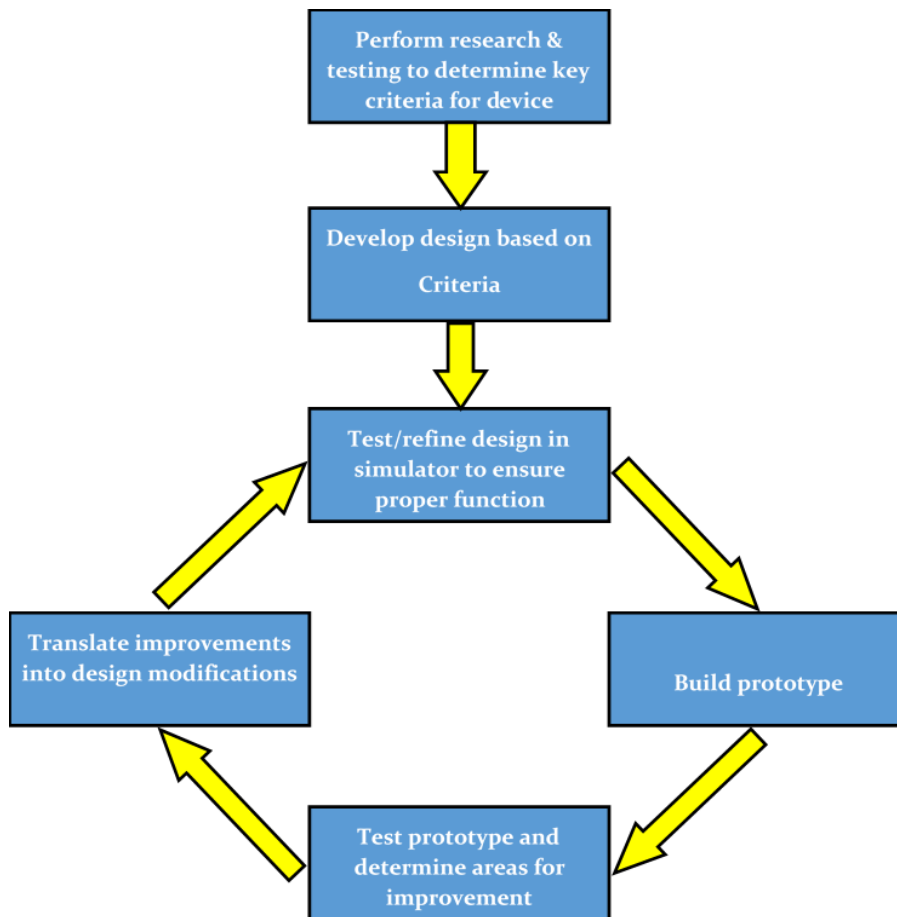 Perform research &
testing to determine key
criteria for device
Develop design based on
Criteria
Test/refine design in
simulator to ensure
proper function
Translate improvements
into design modifications
Build prototype
Test prototype and
determine areas for
improvement